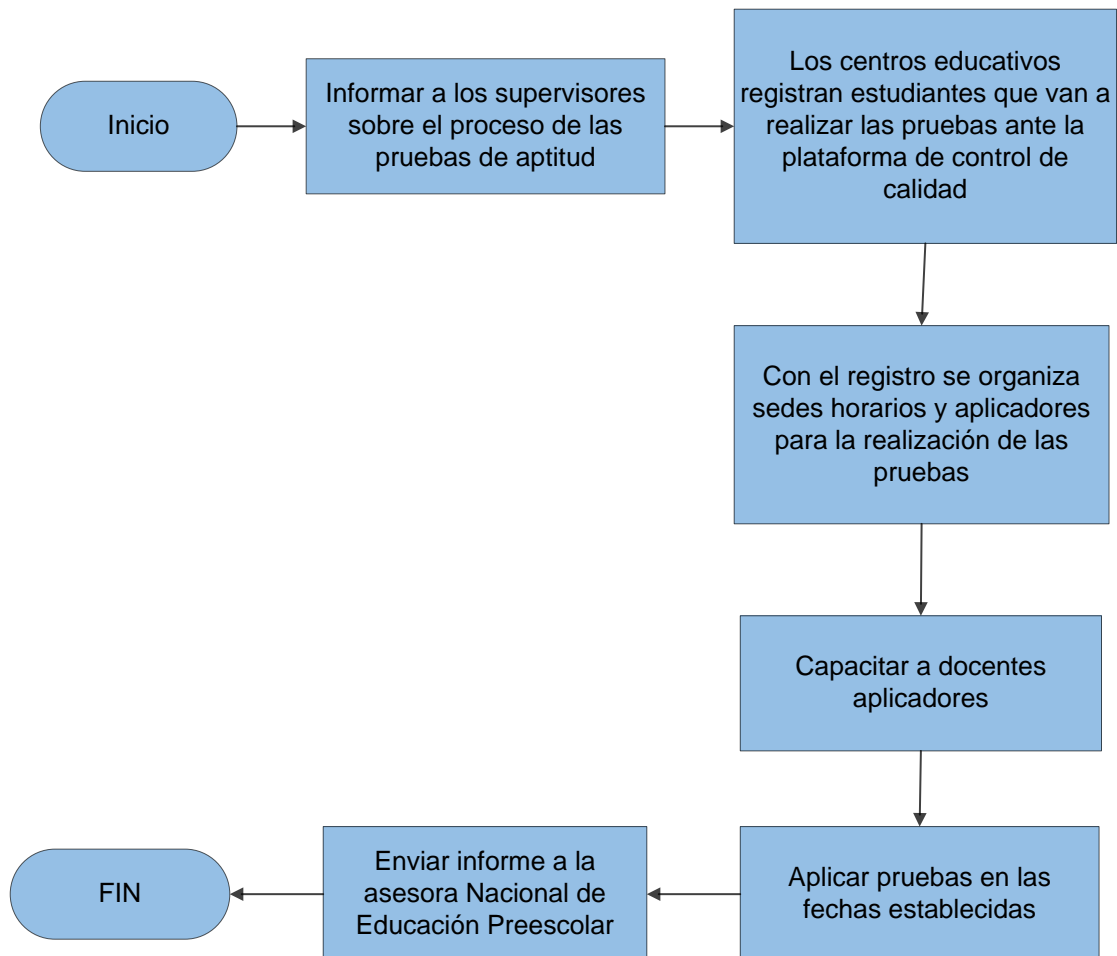 Inicio
Informar a los supervisores
sobre el proceso de las
pruebas de aptitud
Los centros educativos
registran estudiantes que van a
realizar las pruebas ante la
plataforma de control de
calidad
Con el registro se organiza
sedes horarios y aplicadores
para la realización de las
pruebas
Capacitar a docentes
aplicadores
Aplicar pruebas en las
fechas establecidas
Enviar informe a la
asesora Nacional de
Educación Preescolar
FIN